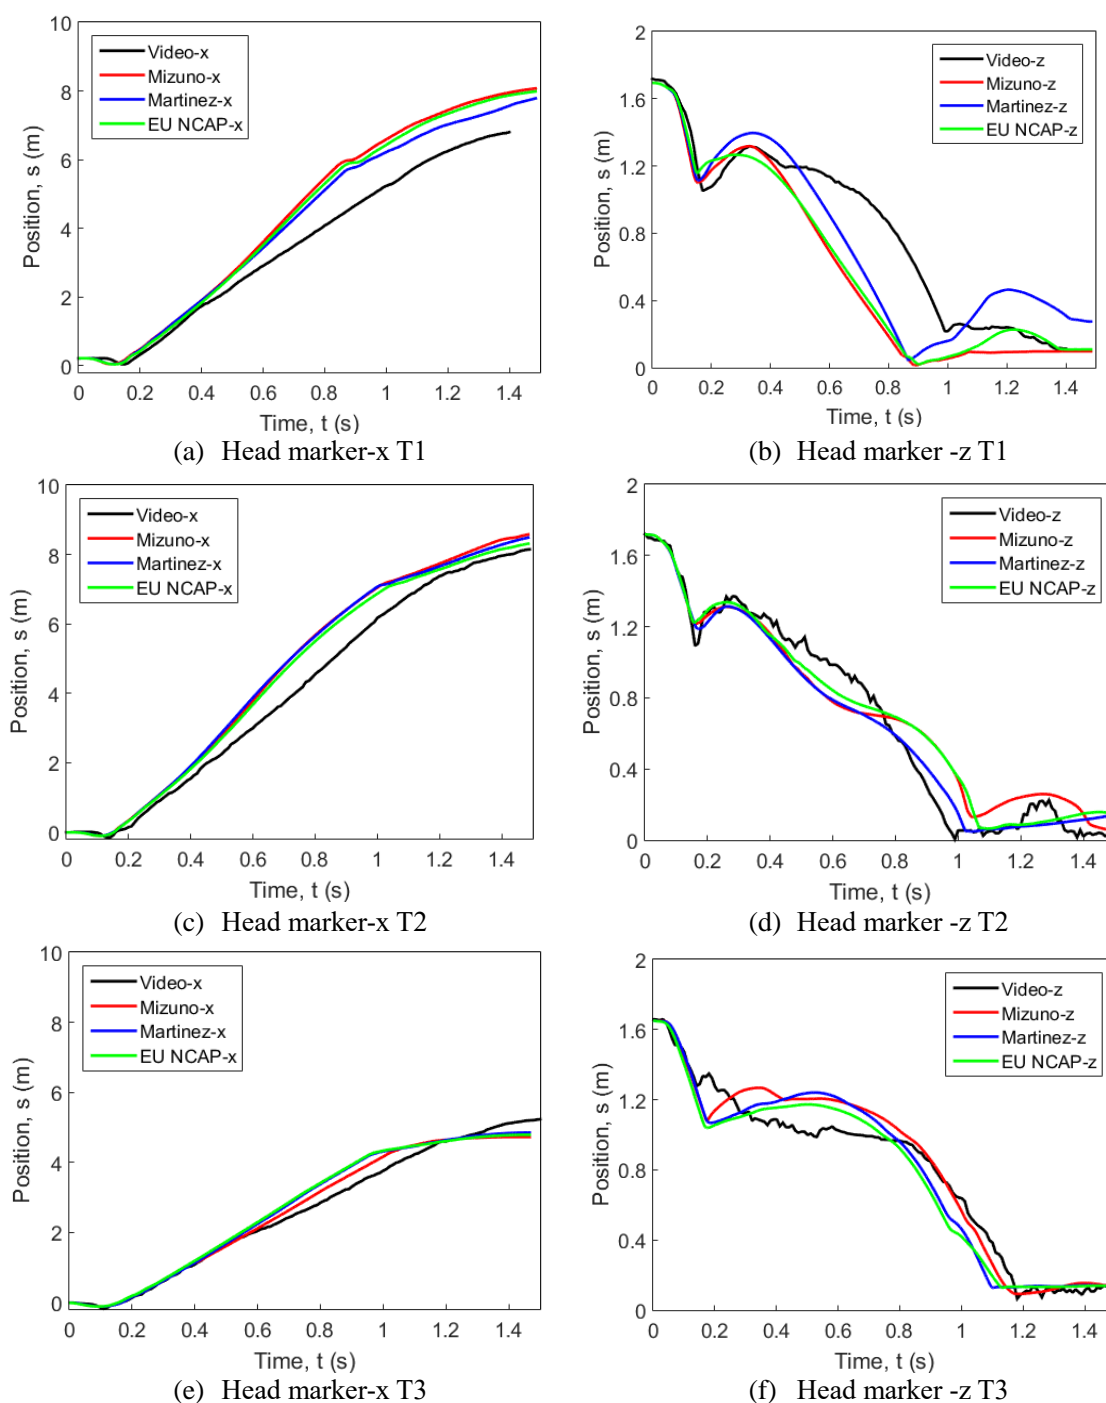 10
8
6
4
2
0
Position, s (m)
Video-x
Mizuno-x
Martinez-x
EU NCAP-x
0 0.2 0.4 0.6 0.8 1 1.2 1.4
Time, t (s)
(a) Head marker-x T1
2
1.6
1.2
0.8
0.4
0
Position, s (m)
Video-z
Mizuno-z
Martinez-z
EU NCAP-z
0 0.2 0.4 0.6 0.8 1 1.2 1.4
Time, t (s)
(b) Head marker -z T1
10
8
6
4
2
0
Position, s (m)
Video-x
Mizuno-x
Martinez-x
EU NCAP-x
0 0.2 0.4 0.6 0.8 1 1.2 1.4
Time, t (s)
(c) Head marker-x T2
2
1.6
1.2
0.8
0.4
0
Position, s (m)
Video-z
Mizuno-z
Martinez-z
EU NCAP-z
0 0.2 0.4 0.6 0.8 1 1.2 1.4
Time, t (s)
(d) Head marker -z T2
10
8
6
4
2
0
Position, s (m)
Video-x
Mizuno-x
Martinez-x
EU NCAP-x
0 0.2 0.4 0.6 0.8 1 1.2 1.4
Time, t (s)
(e) Head marker-x T3
2
1.6
1.2
0.8
0.4
0
Position, s (m)
Video-z
Mizuno-z
Martinez-z
EU NCAP-z
0 0.2 0.4 0.6 0.8 1 1.2 1.4
Time, t (s)
(f) Head marker -z T3